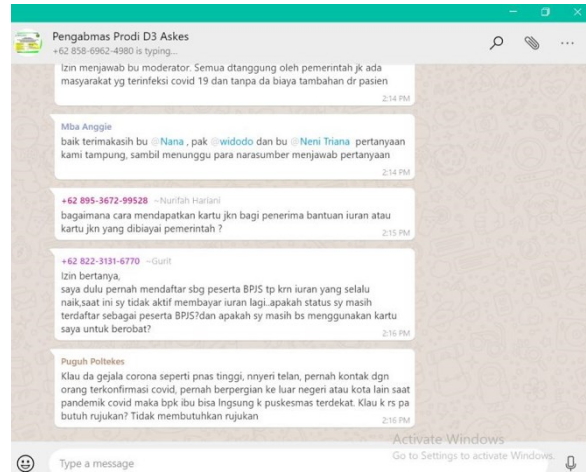 Pengabmas Prodi D3 Askes
+62 858-6962-4980 is typing...
Izin menjawab bu moderator. Semua dtanggung oleh pemerintah jk ada
masyarakat yg terinfeksi covid 19 dan tanpa da biaya tambahan dr pasien
2:14 PM
Mba Anggie
baik terimakasih bu @Nana , pak @widodo dan bu @Neni Triana pertanyaan
kami tampung, sambil menunggu para narasumber menjawab pertanyaan
2:14 PM
+62 895-3672-99528 ~Nurifah Hariani
bagaimana cara mendapatkan kartu jkn bagi penerima bantuan iuran atau
kartu jkn yang dibiayai pemerintah ?
2:15 PM
+62 822-3131-6770 ~Gurit
Izin bertanya,
saya dulu pernah mendaftar sbg peserta BPJS tp krn iuran yang selalu
naik,saat ini sy tidak aktif membayar iuran lagi..apakah status sy masih
terdaftar sebagai peserta BPJS?dan apakah sy masih bs menggunakan kartu
saya untuk berobat?
2:16 PM
Puguh Poltekes
Klau da gejala corona seperti pnas tinggi, nnyeri telan, pernah kontak dgn
orang terkonfirmasi covid, pernah berpergian ke luar negeri atau kota lain saat
pandemik covid maka bpk ibu bisa lngsung k puskesmas terdekat. Klau k rs pa
butuh rujukan? Tidak membutuhkan rujukan
2:16 PM
Activate Windows
Go to Settings to activate Windows.
Type a message